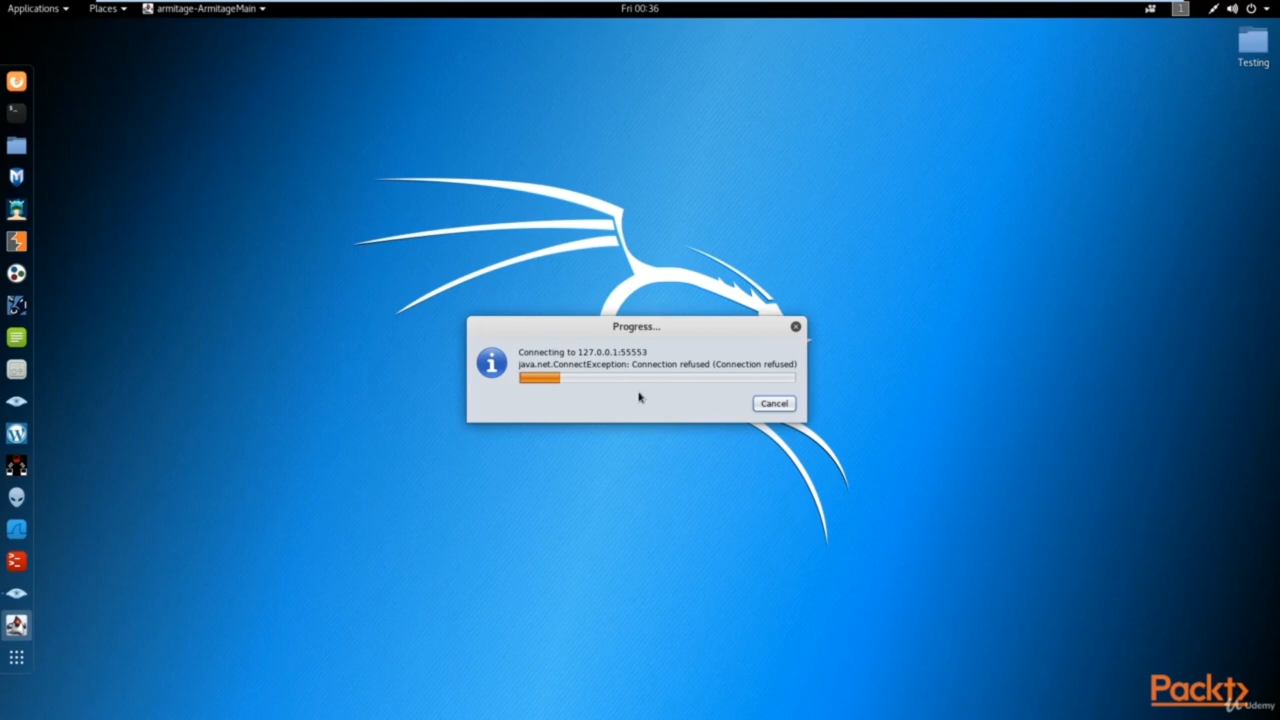 Applications Places armitage-ArmitageMain Fri 00:36 1
Testing
Progress...
Connecting to 127.0.0.1:55553
java.net.ConnectException: Connection refused (Connection refused)
Cancel
Packt
Udemy